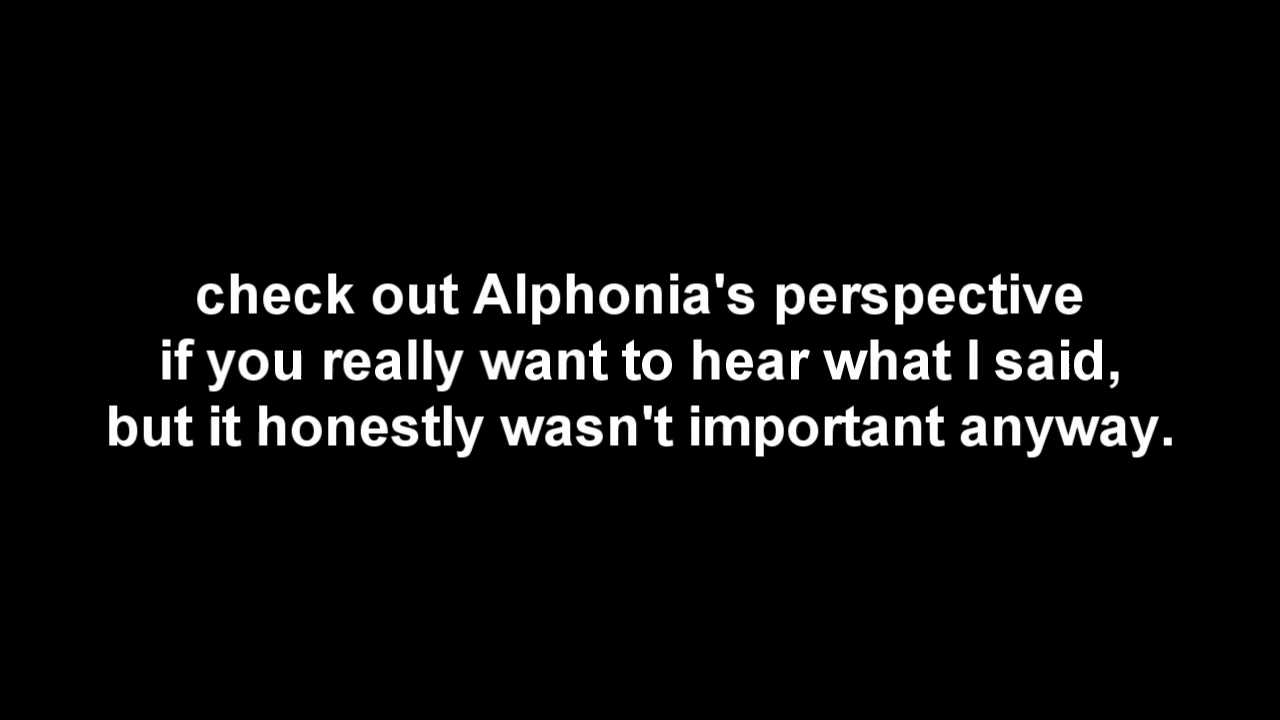 check out Alphonia's perspective
if you really want to hear what I said,
but it honestly wasn't important anyway.